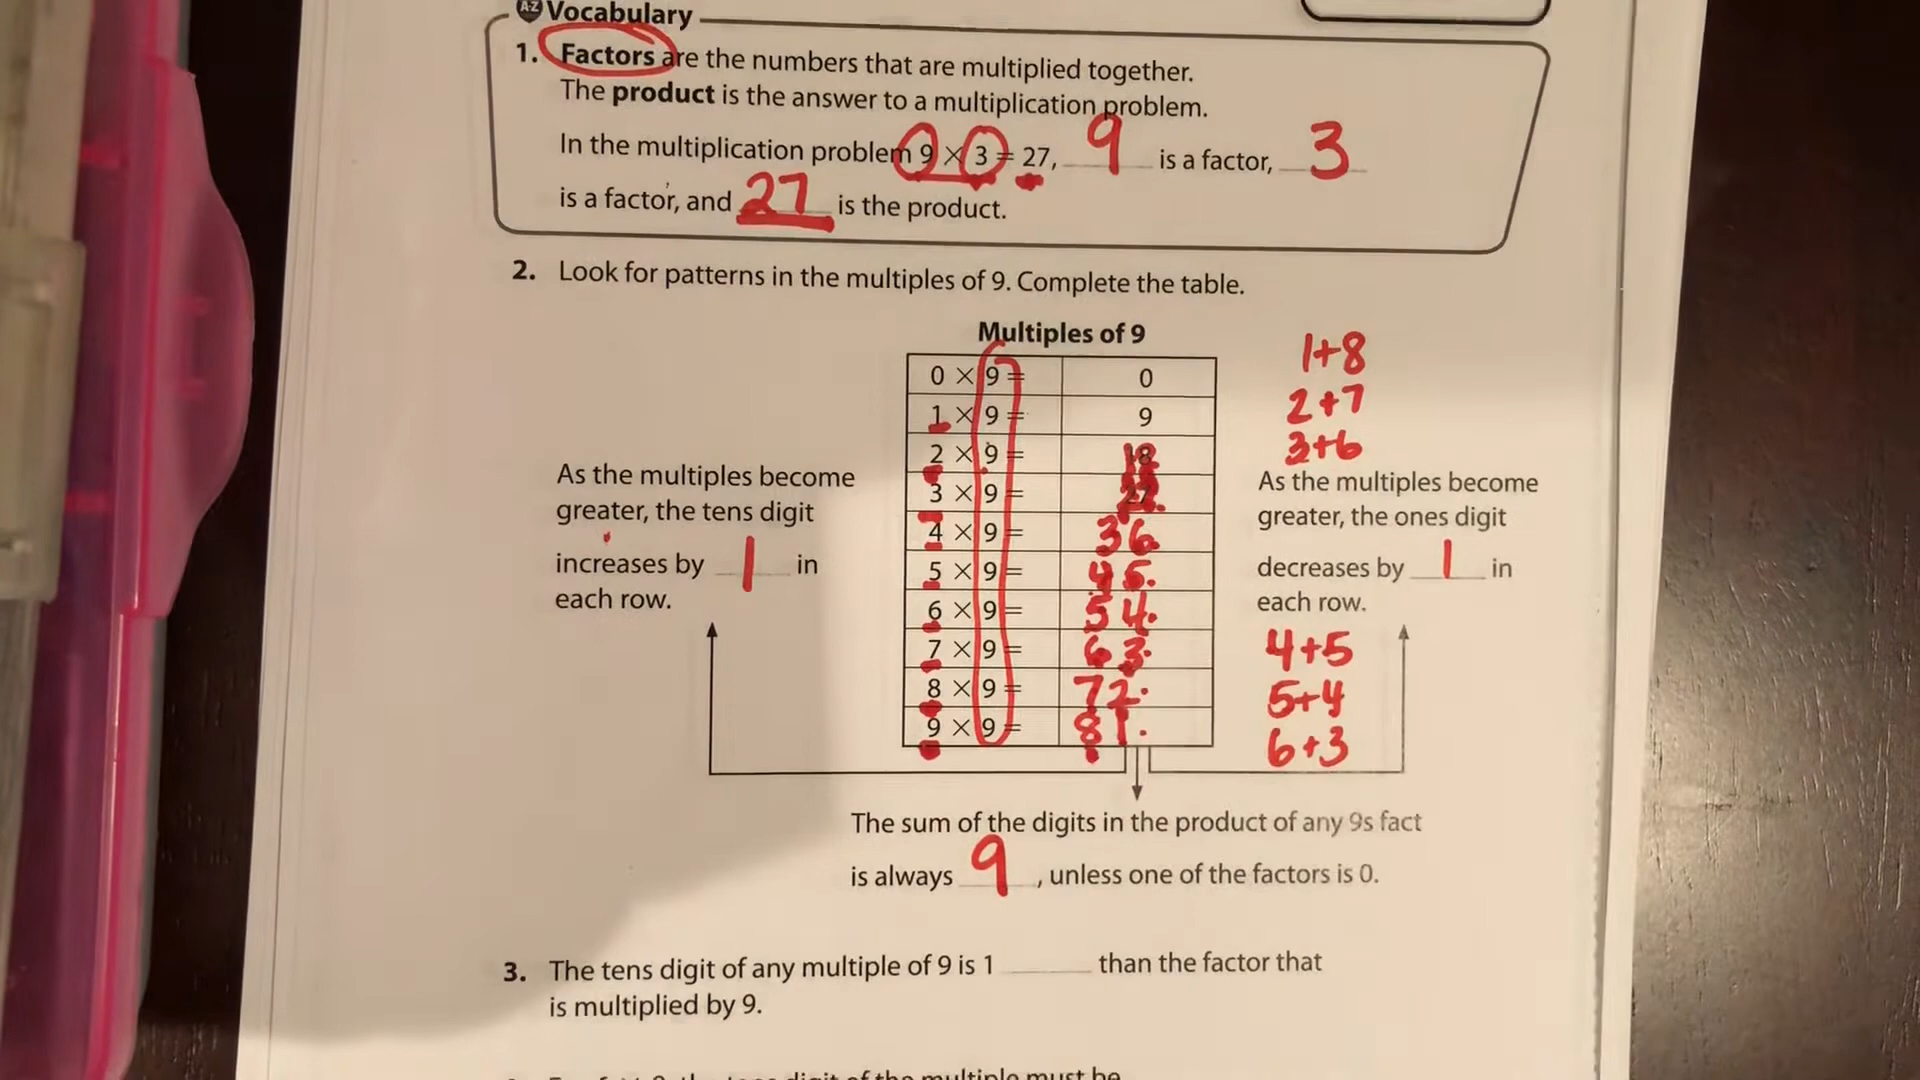 A-Z Vocabulary
1. Factors are the numbers that are multiplied together.
The product is the answer to a multiplication problem.
In the multiplication problem 9 × 3 = 27, 9 is a factor, 3
is a factor, and 27 is the product.
2. Look for patterns in the multiples of 9. Complete the table.
Multiples of 9
0 × 9 = 0
1 × 9 = 9
2 × 9 = 18
3 × 9 = 27
4 × 9 = 36
5 × 9 = 45
6 × 9 = 54
7 × 9 = 63
8 × 9 = 72
9 × 9 = 81
As the multiples become
greater, the tens digit
increases by 1 in
each row.
1+8
2+7
3+6
As the multiples become
greater, the ones digit
decreases by 1 in
each row.
4+5
5+4
6+3
The sum of the digits in the product of any 9s fact
is always 9, unless one of the factors is 0.
3. The tens digit of any multiple of 9 is 1 ____ than the factor that
is multiplied by 9.
digit of the multiple must be